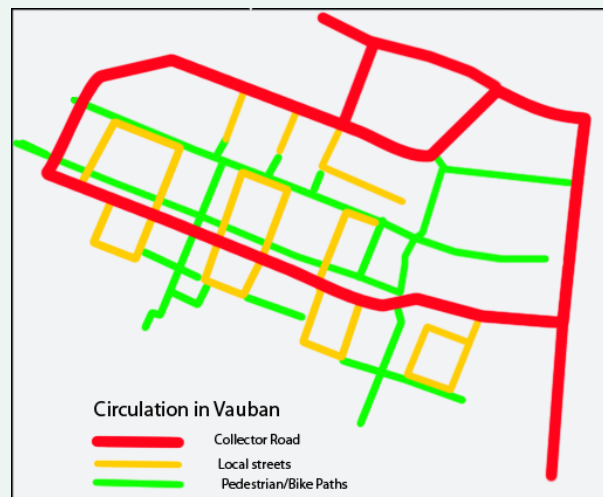 Circulation in Vauban
Collector Road
Local streets
Pedestrian/Bike Paths